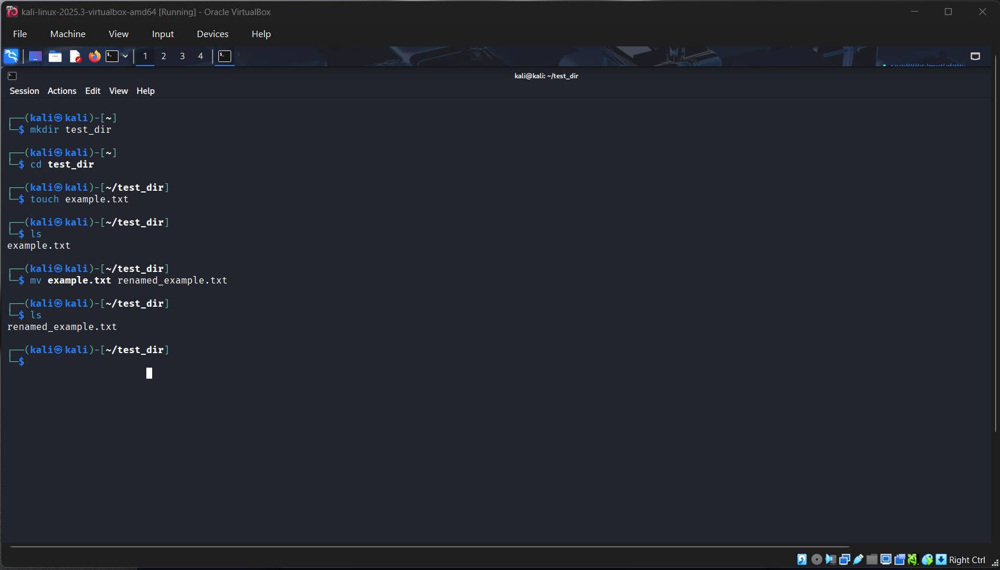 kali-linux-2025.3-virtualbox-amd64 [Running] - Oracle VirtualBox
File Machine View Input Devices Help
1 2 3 4
kali@kali: ~/test_dir
Session Actions Edit View Help
┌──(kali㉿kali)-[~]
└─$ mkdir test_dir
┌──(kali㉿kali)-[~]
└─$ cd test_dir
┌──(kali㉿kali)-[~/test_dir]
└─$ touch example.txt
┌──(kali㉿kali)-[~/test_dir]
└─$ ls
example.txt
┌──(kali㉿kali)-[~/test_dir]
└─$ mv example.txt renamed_example.txt
┌──(kali㉿kali)-[~/test_dir]
└─$ ls
renamed_example.txt
┌──(kali㉿kali)-[~/test_dir]
└─$
Right Ctrl